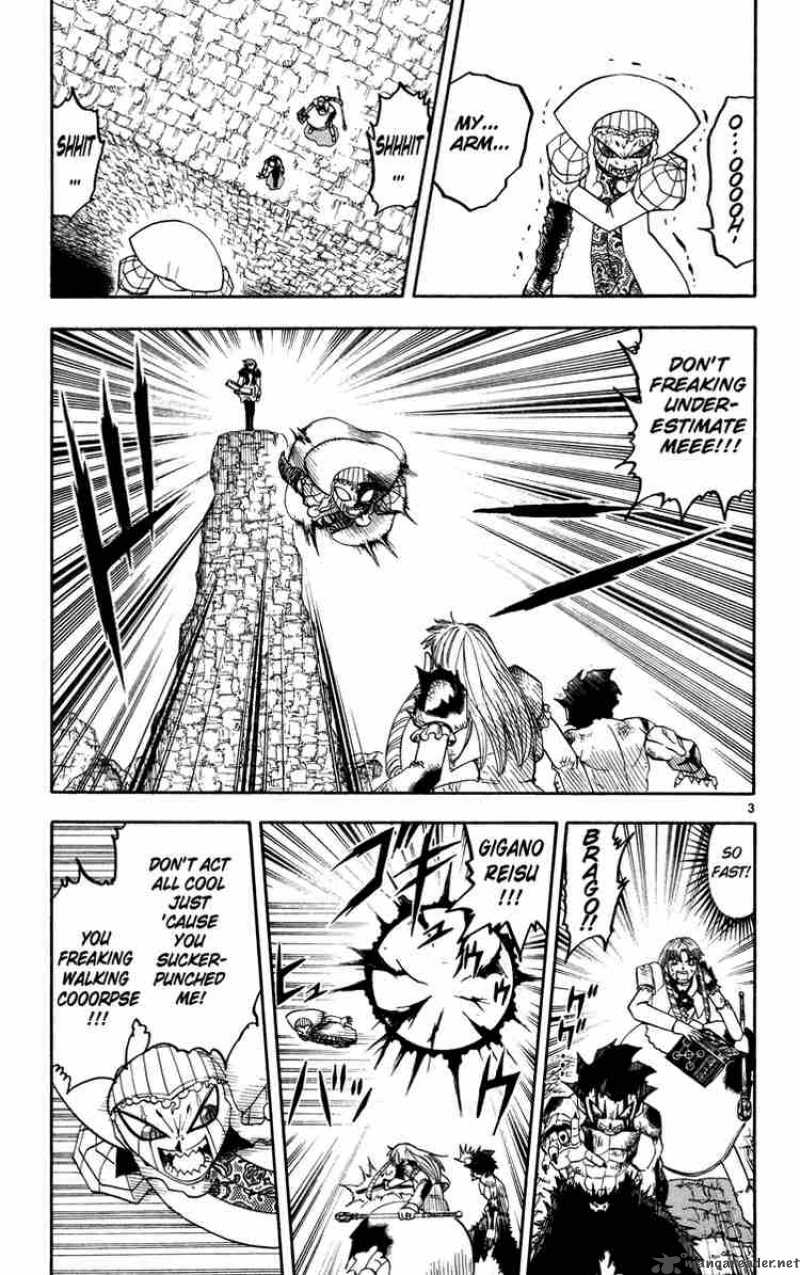 O...OOOOH.
MY...
ARM...
SHHHIT
...
SHHIT
...
DON'T
FREAKING
UNDER-
ESTIMATE
MEEE!!!
3
SO
FAST!
BRAGO!!
GIGANO
REISU
!!!
DON'T ACT
ALL COOL
JUST
'CAUSE
YOU
SUCKER-
PUNCHED
ME!
YOU
FREAKING
WALKING
COOORPSE
!!!
mangareader.net